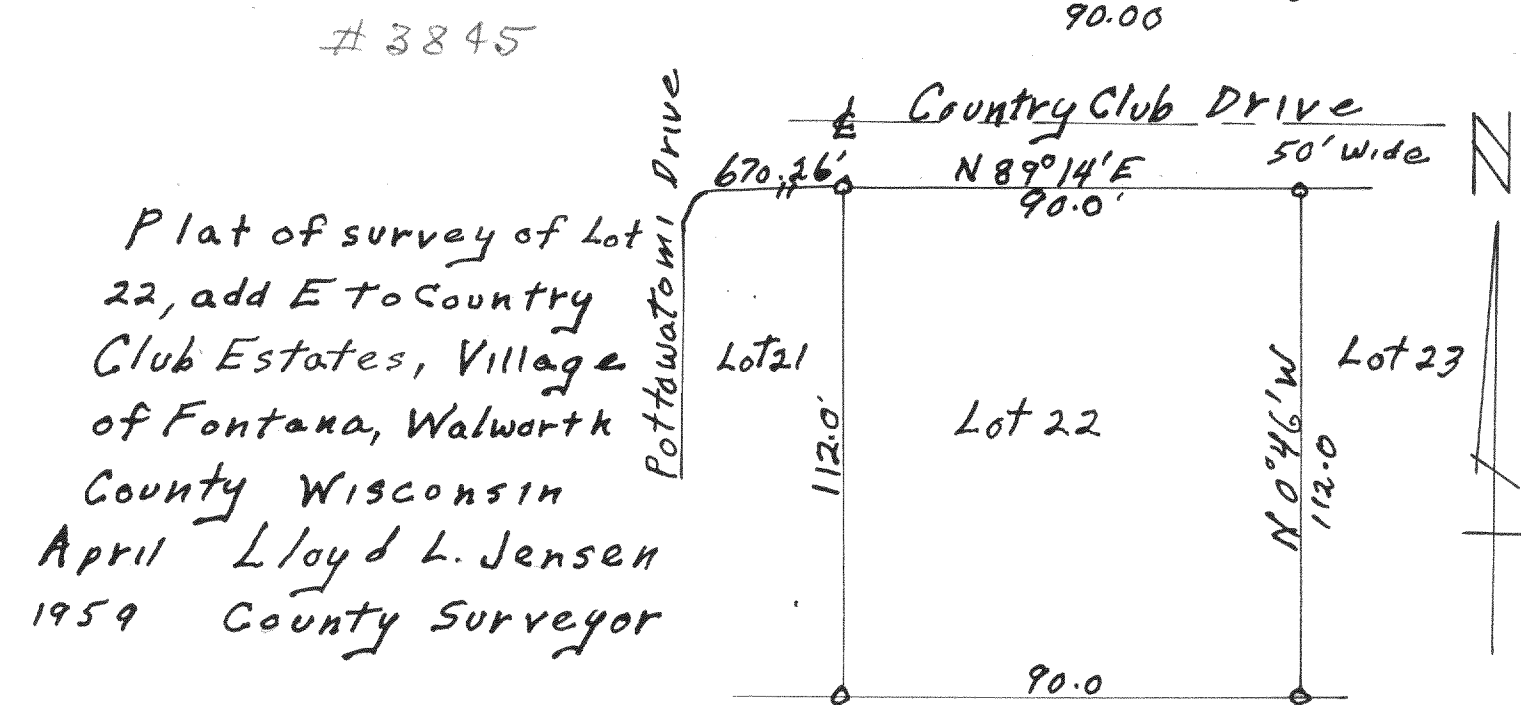 90.00
# 3845
Country Club Drive
50' Wide
N
670.26'
N 89°14' E
90.0'
Pottawatomi Drive
Plat of survey of Lot
22, add E to Country
Club Estates, Village
of Fontana, Walworth
County Wisconsin
April Lloyd L. Jensen
1959 County Surveyor
Lot 21
112.0'
Lot 22
N 0°46' W
112.0
Lot 23
90.0